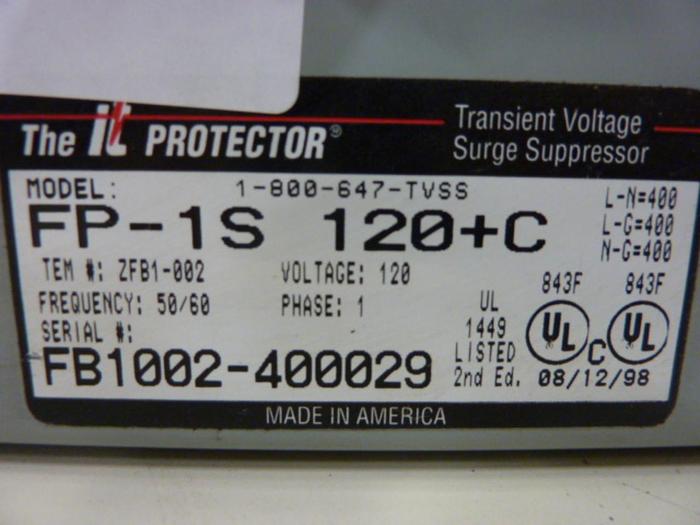 The it PROTECTOR®
Transient Voltage
Surge Suppressor
MODEL: 1-800-647-TVSS
FP-1S 120+C
L-N=400
L-G=400
N-G=400
TEM #: ZFB1-002 VOLTAGE: 120
FREQUENCY: 50/60 PHASE: 1
SERIAL #:
FB1002-400029
UL
1449
LISTED
2nd Ed.
843F 843F
UL C UL
08/12/98
MADE IN AMERICA